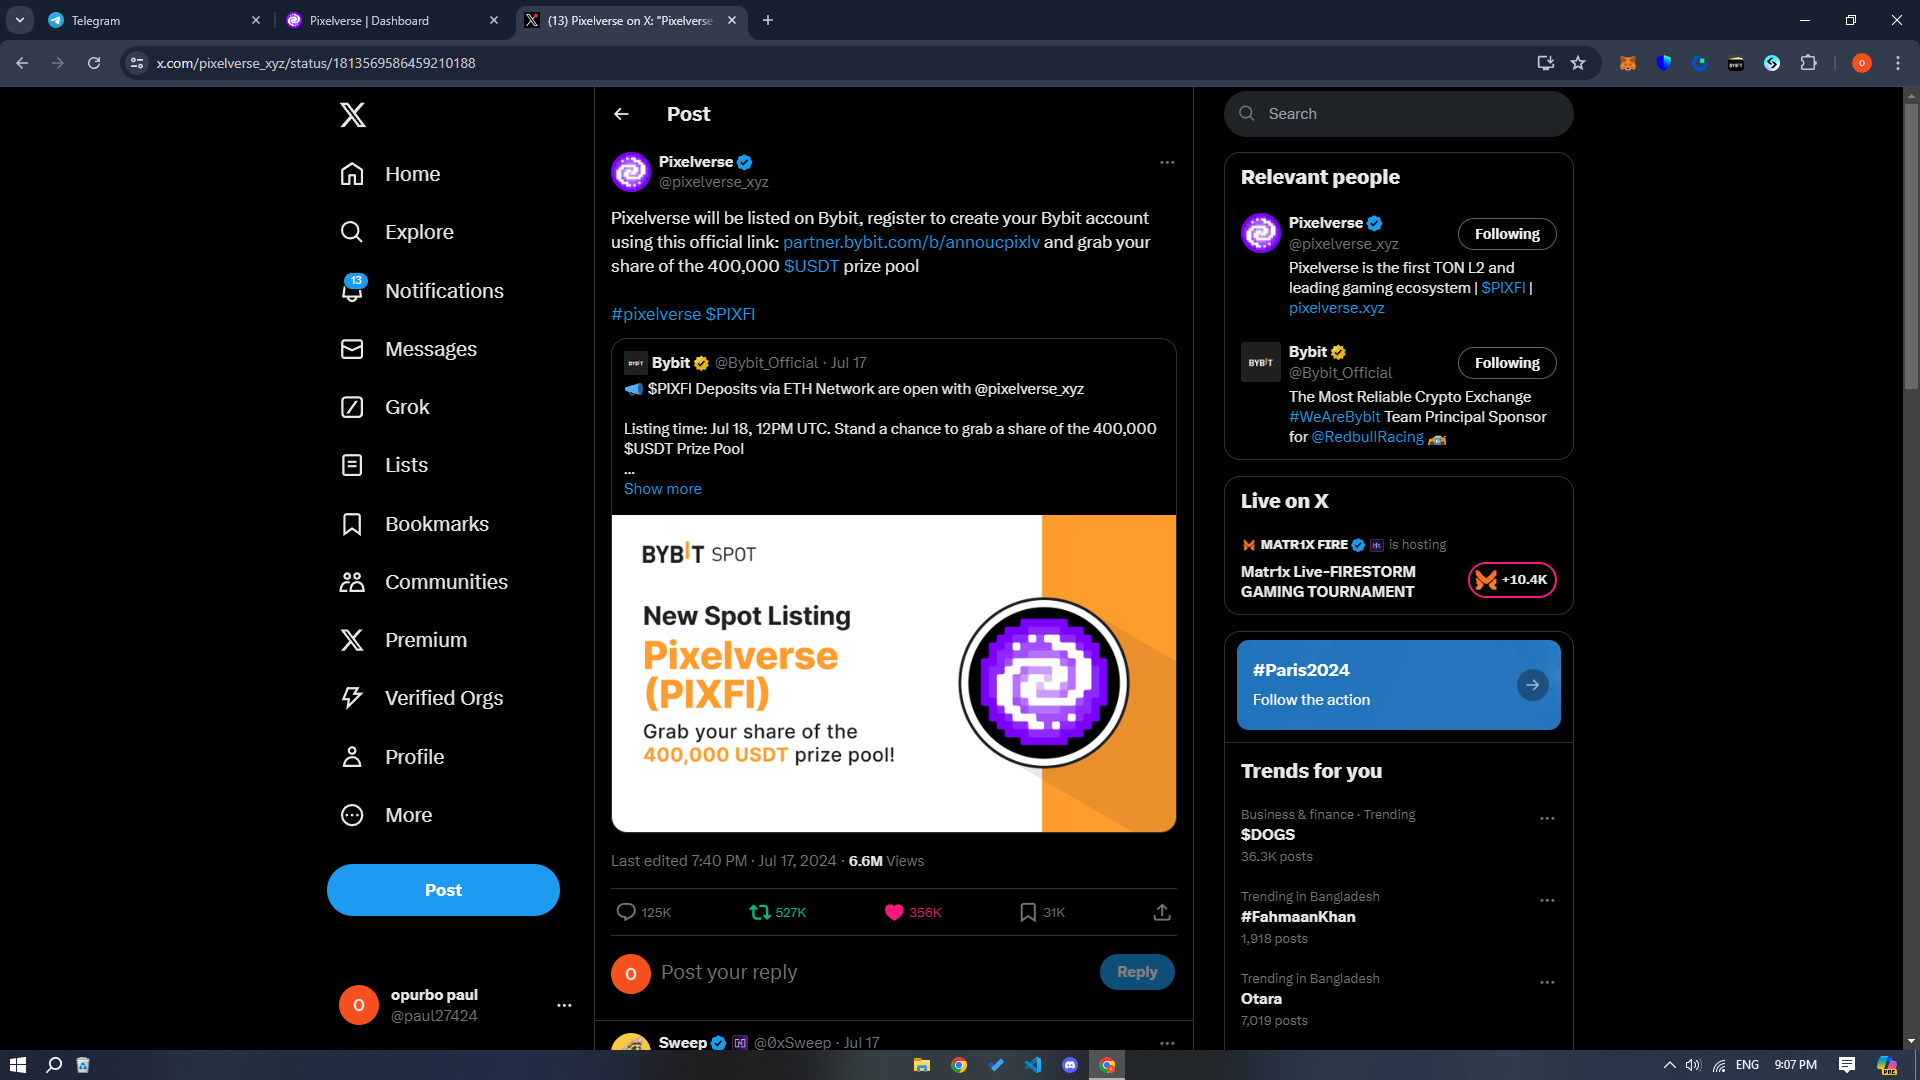 Telegram
Pixelverse | Dashboard
(13) Pixelverse on X: "Pixelverse
x.com/pixelverse_xyz/status/1813569586459210188
Home
Explore
13
Notifications
Messages
Grok
Lists
Bookmarks
Communities
Premium
Verified Orgs
Profile
More
Post
O
opurbo paul
@paul27424
Post
Pixelverse
@pixelverse_xyz
Pixelverse will be listed on Bybit, register to create your Bybit account
using this official link: partner.bybit.com/b/annoucpixlv and grab your
share of the 400,000 $USDT prize pool
#pixelverse $PIXFI
Bybit @Bybit_Official · Jul 17
$PIXFI Deposits via ETH Network are open with @pixelverse_xyz
Listing time: Jul 18, 12PM UTC. Stand a chance to grab a share of the 400,000
$USDT Prize Pool
...
Show more
BYBIT SPOT
New Spot Listing
Pixelverse
(PIXFI)
Grab your share of the
400,000 USDT prize pool!
Last edited 7:40 PM · Jul 17, 2024 · 6.6M Views
125K 527K 356K 31K
O
Post your reply
Reply
Sweep @0xSweep · Jul 17
Search
Relevant people
Pixelverse
@pixelverse_xyz
Following
Pixelverse is the first TON L2 and
leading gaming ecosystem | $PIXFI |
pixelverse.xyz
BYBIT
Bybit
@Bybit_Official
Following
The Most Reliable Crypto Exchange
#WeAreBybit Team Principal Sponsor
for @RedbullRacing
Live on X
MATR1X FIRE is hosting
Matr1x Live-FIRESTORM
GAMING TOURNAMENT
+10.4K
#Paris2024
Follow the action
Trends for you
Business & finance · Trending
$DOGS
36.3K posts
Trending in Bangladesh
#FahmaanKhan
1,918 posts
Trending in Bangladesh
Otara
7,019 posts
ENG
9:07 PM